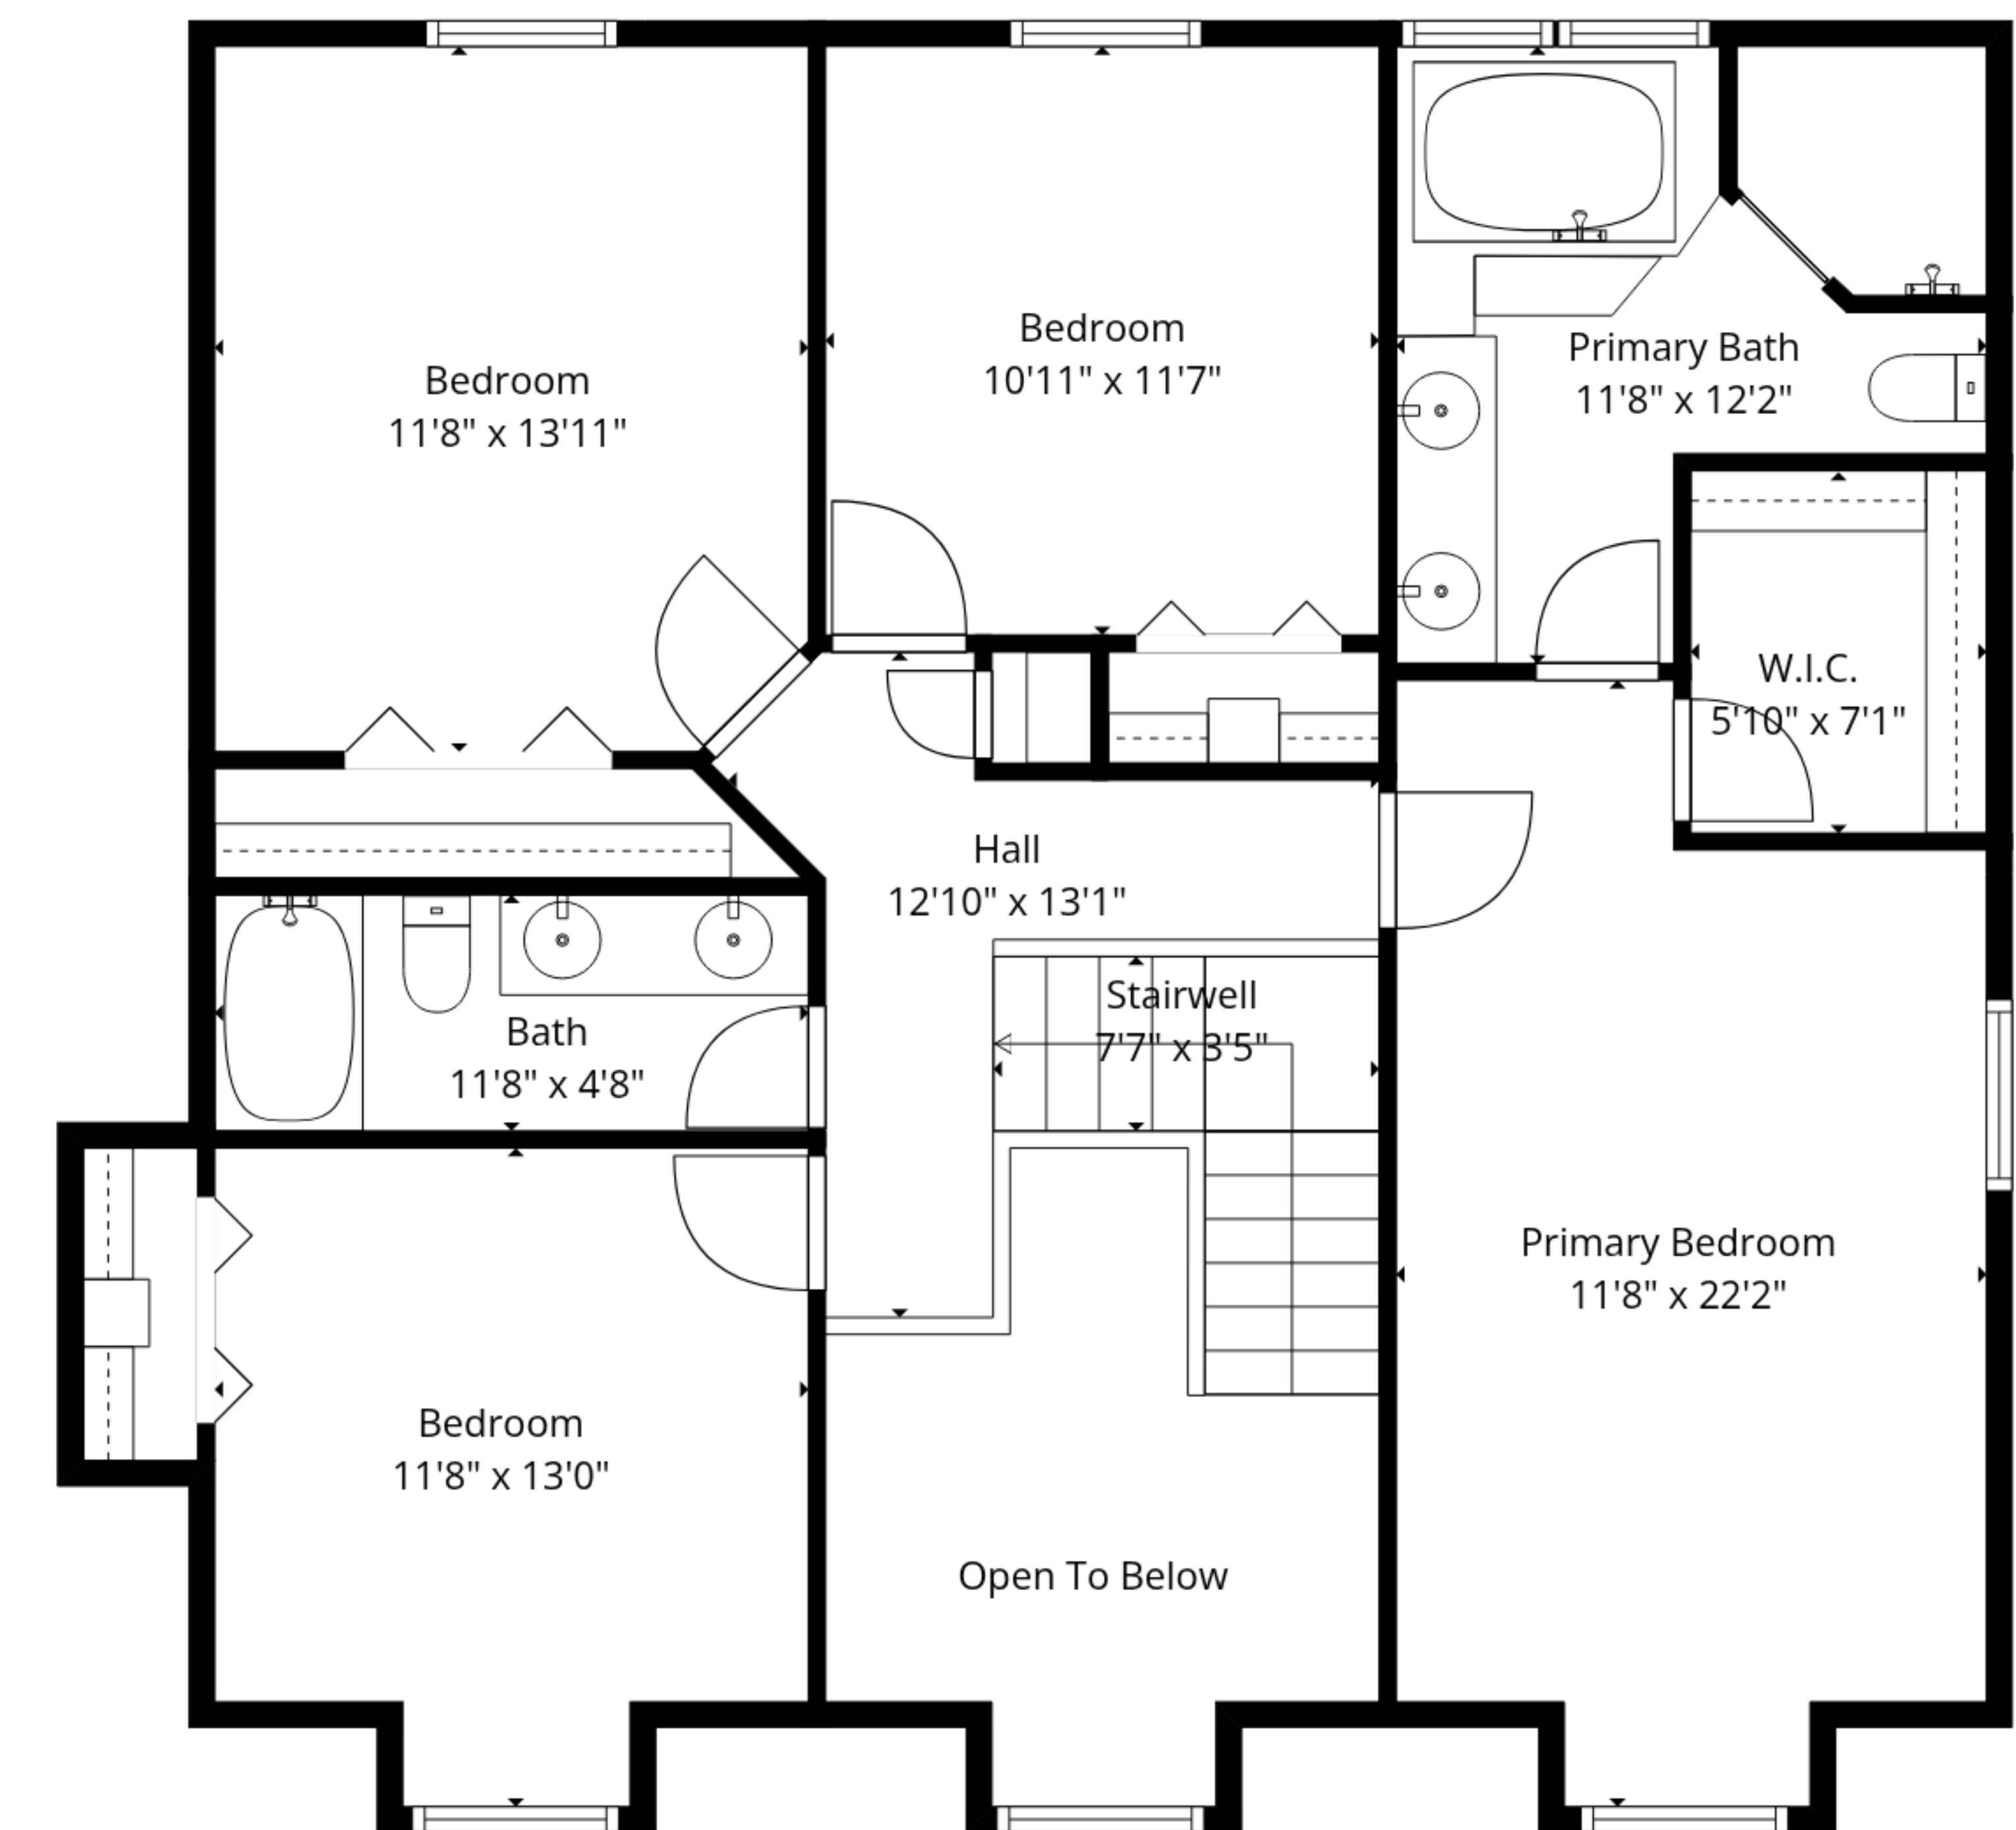 Bedroom
11'8" x 13'11"
Bedroom
10'11" x 11'7"
Primary Bath
11'8" x 12'2"
W.I.C.
5'10" x 7'1"
Hall
12'10" x 13'1"
Stairwell
7'7" x 3'5"
Bath
11'8" x 4'8"
Primary Bedroom
11'8" x 22'2"
Bedroom
11'8" x 13'0"
Open To Below